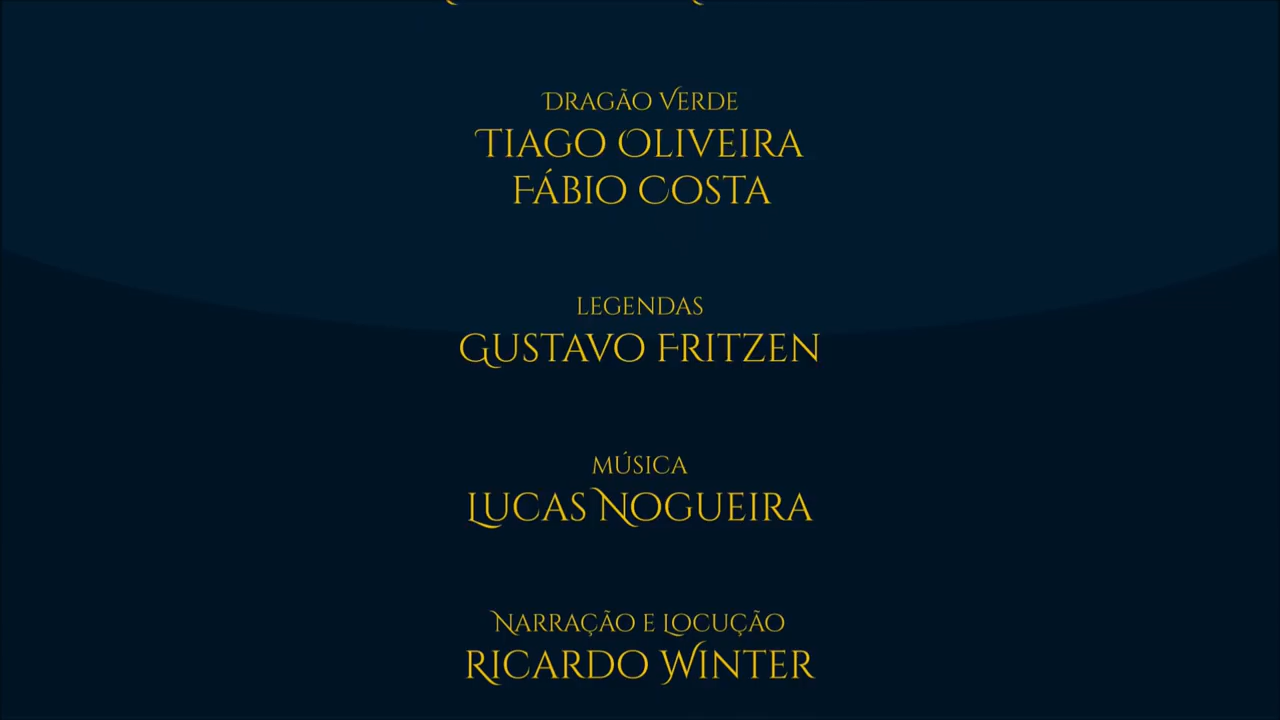 Dragão Verde
Tiago Oliveira
Fábio Costa
Legendas
Gustavo Fritzen
Música
Lucas Nogueira
Narração e Locução
Ricardo Winter